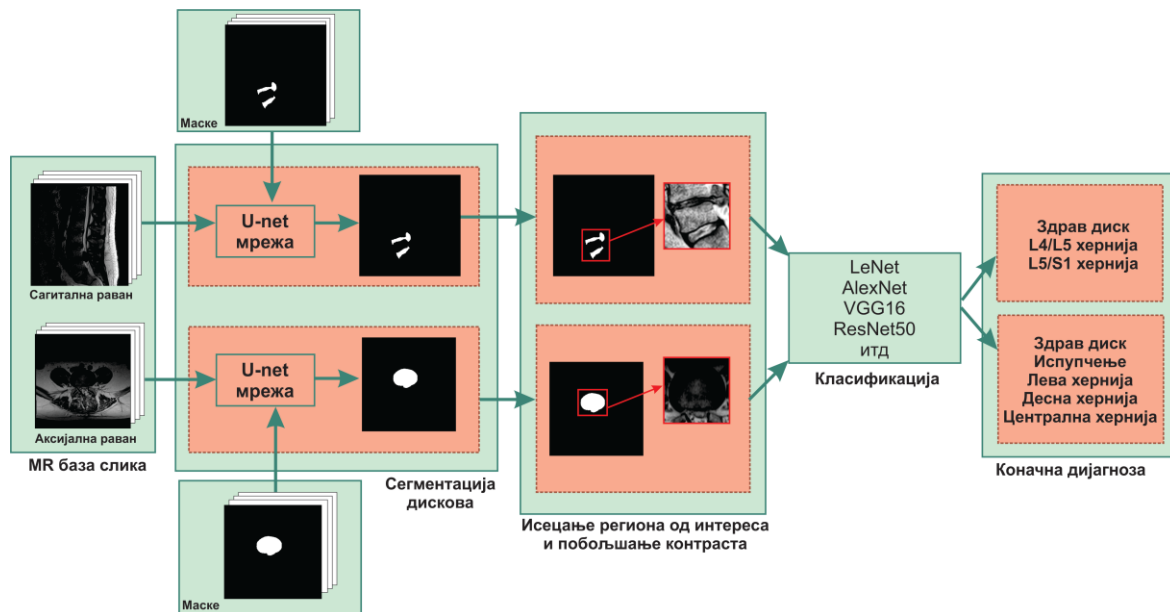 Маске
U-net
мрежа
Сагитална раван
U-net
мрежа
Аксијална раван
MR база слика
Сегментација
дискова
Маске
Исецање региона од интереса
и побољшање контраста
LeNet
AlexNet
VGG16
ResNet50
итд
Класификација
Здрав диск
L4/L5 хернија
L5/S1 хернија
Здрав диск
Испупчење
Лева хернија
Десна хернија
Централна хернија
Коначна дијагноза